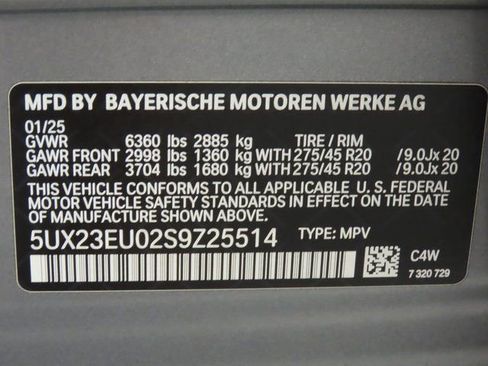 MFD BY BAYERISCHE MOTOREN WERKE AG
01/25
GVWR 6360 lbs 2885 kg TIRE / RIM
GAWR FRONT 2998 lbs 1360 kg WITH 275/45 R20 /9.0Jx 20
GAWR REAR 3704 lbs 1680 kg WITH 275/45 R20 /9.0Jx 20
THIS VEHICLE CONFORMS TO ALL APPLICABLE U. S. FEDERAL
MOTOR VEHICLE SAFETY STANDARDS IN EFFECT ON THE
DATE OF MANUFACTURE SHOWN ABOVE.
5UX23EU02S9Z25514 TYPE: MPV
C4W
7 320 729